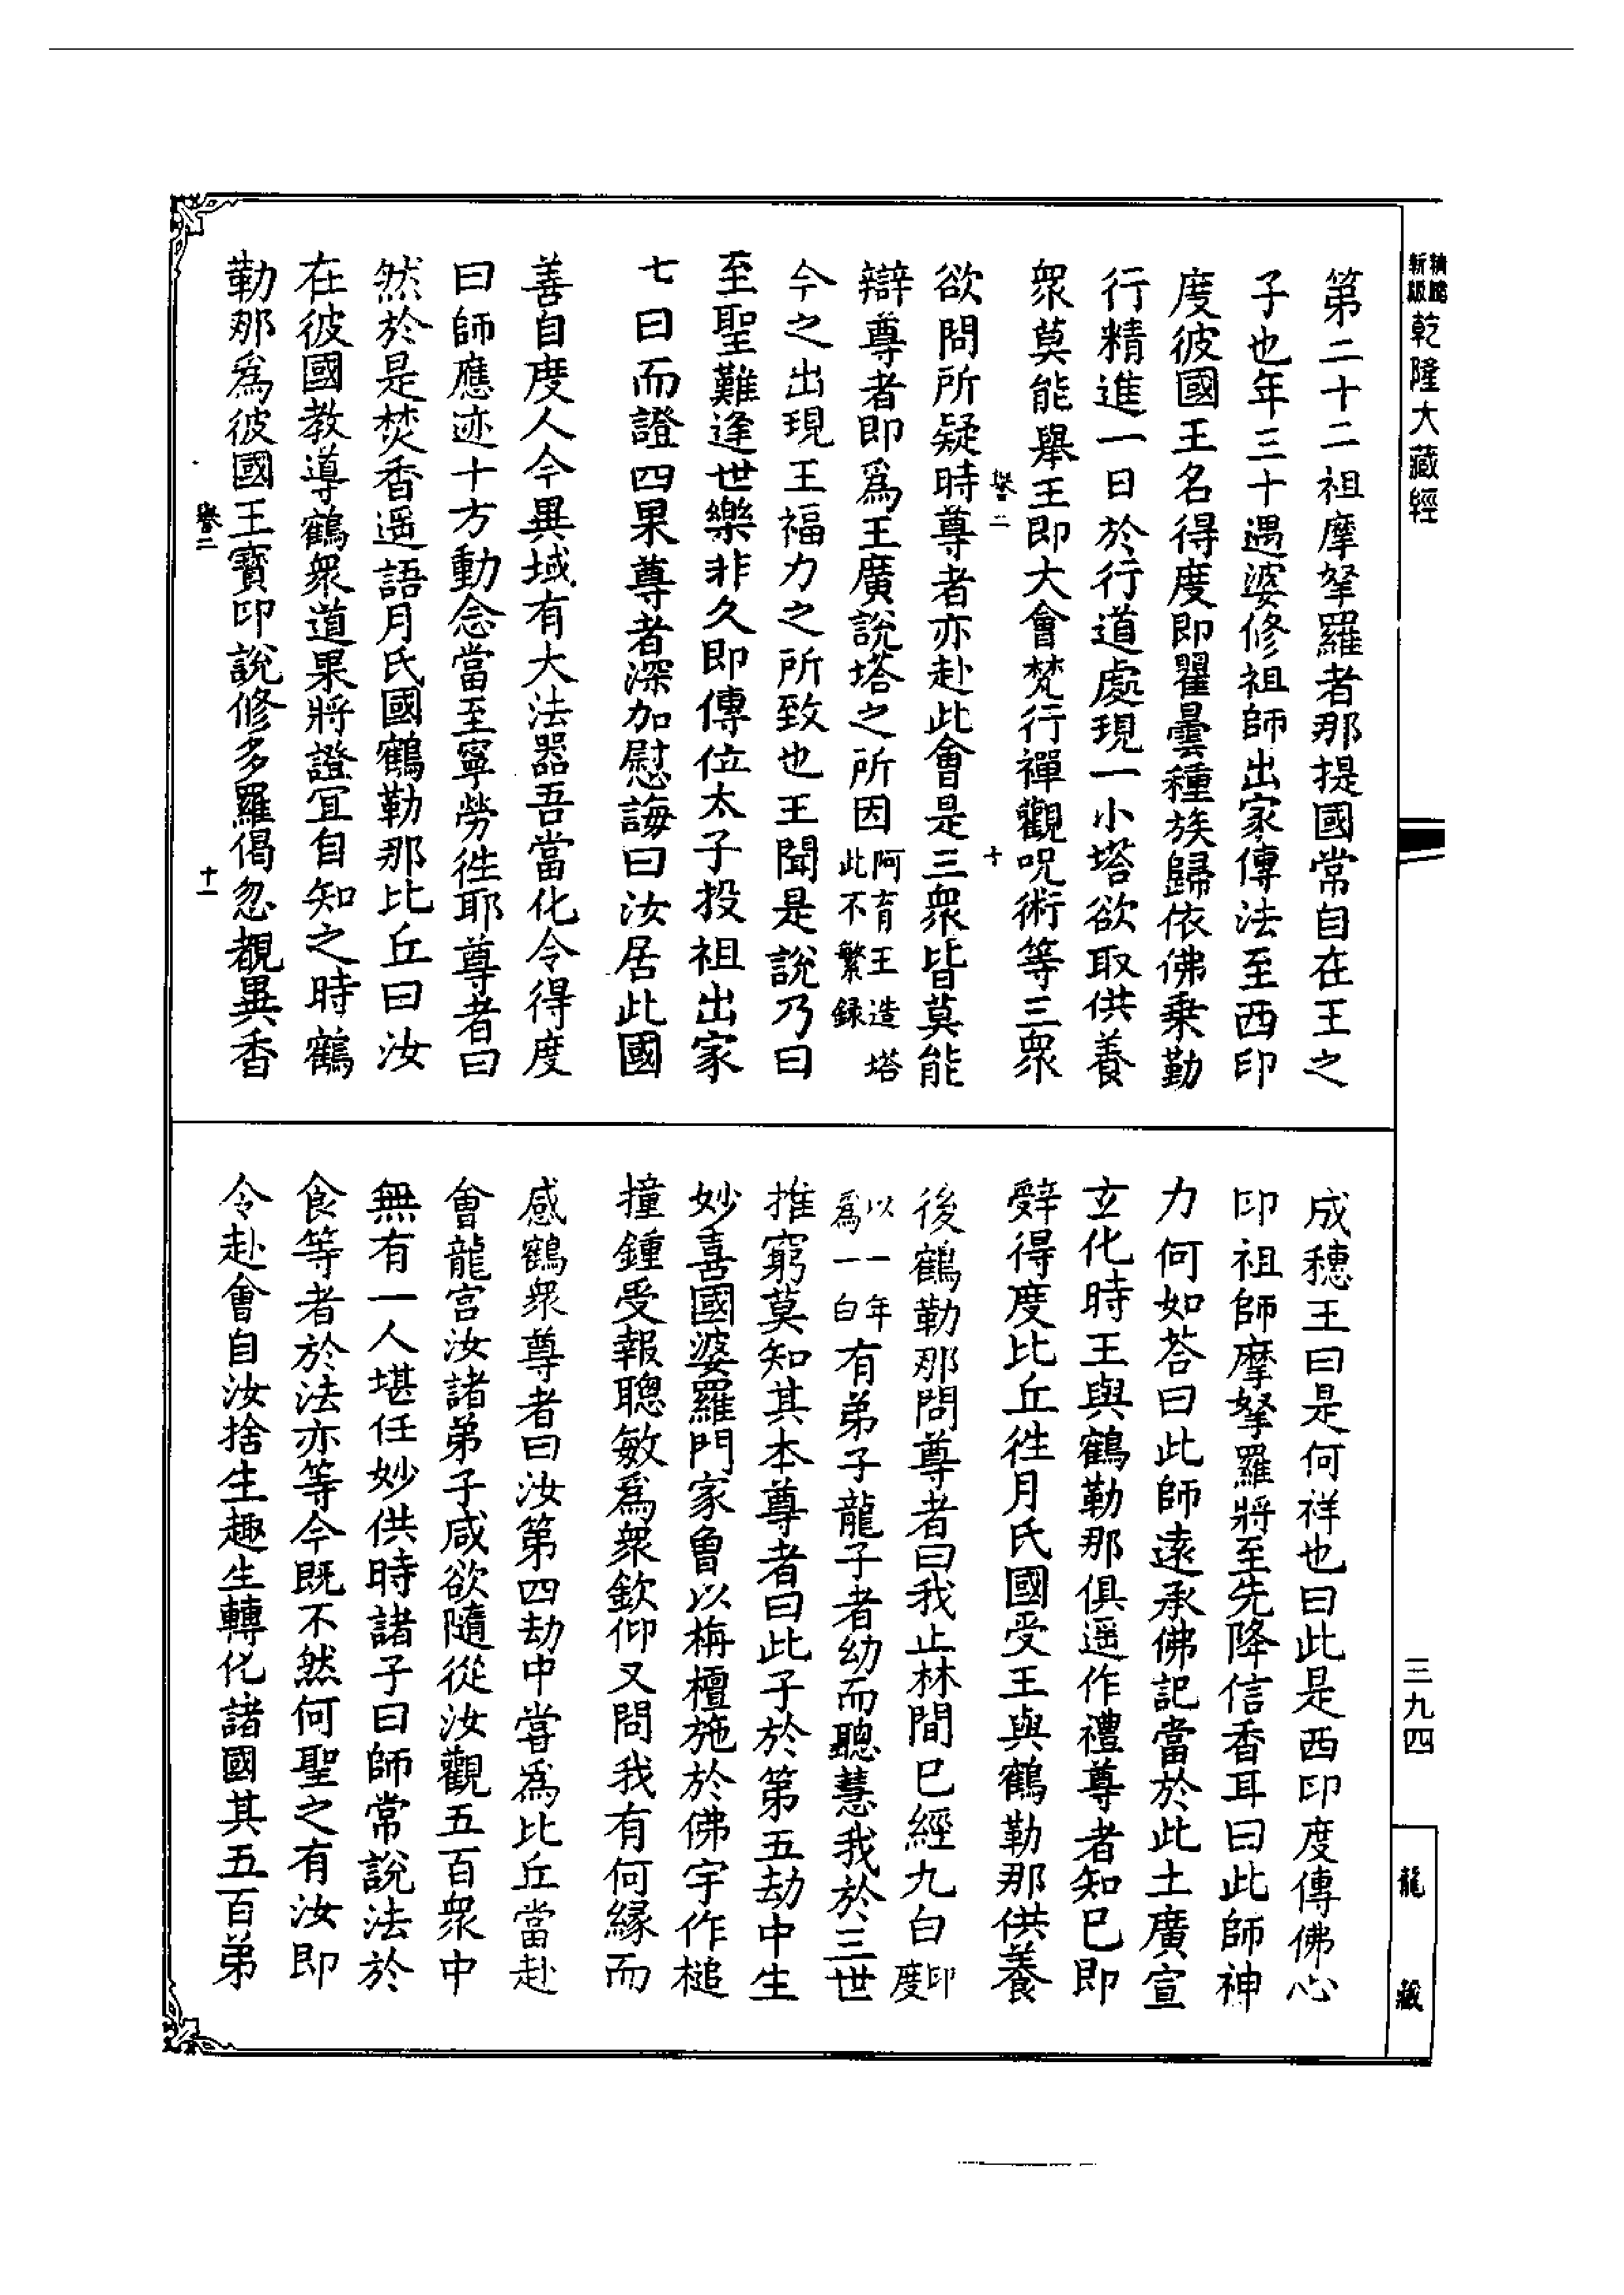 精鵰
新版
乾隆大藏經
第二十二祖摩拏羅者那提國常自在王之
子也年三十遇婆修祖師出家傳法至西印
度彼國王名得度即瞿曇種族歸依佛乗勤
行精進一日於行道處現一小塔欲取供養
衆莫能舉王即大會梵行禪觀呪術等三衆
譽二
十
欲問所疑時尊者亦赴此會是三衆皆莫能
辯尊者即爲王廣説塔之所因阿育王造塔
此不繁録
今之出現王福力之所致也王聞是説乃曰
至聖難逢世樂非久即傳位太子投祖出家
七日而證四果尊者深加慰誨曰汝居此國
善自度人今異域有大法器吾當化令得度
曰師應迹十方動念當至寧勞徃耶尊者曰
然於是焚香遥語月氏國鶴勒那比丘曰汝
在彼國教導鶴衆道果將證宜自知之時鶴
勒那爲彼國王寳印説修多羅偈忽覩異香
譽二
十一
成穗王曰是何祥也曰此是西印度傳佛心
印祖師摩拏羅將至先降信香耳曰此師神
力何如荅曰此師逺承佛記當於此土廣宣
玄化時王與鶴勒那俱遥作禮尊者知巳即
辤得度比丘徃月氏國受王與鶴勒那供養
後鶴勒那問尊者曰我止林間巳經九白印度
以一年
爲一白有弟子龍子者幼而聰慧我於三世
推窮莫知其本尊者曰此子於第五劫中生
妙喜國婆羅門家曽以栴檀施於佛宇作槌
撞鍾受報聰敏爲衆欽仰又問我有何縁而
感鶴衆尊者曰汝第四劫中甞爲比丘當赴
會龍宫汝諸弟子咸欲隨從汝觀五百衆中
無有一人堪任妙供時諸子曰師常説法於
食等者於法亦等今既不然何聖之有汝即
令赴會自汝捨生趣生轉化諸國其五百弟
三九四
龍藏